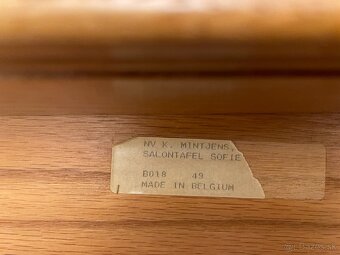 NV K. MINTJENS
SALONTAFEL SOFIE
B018 49
MADE IN BELGIUM